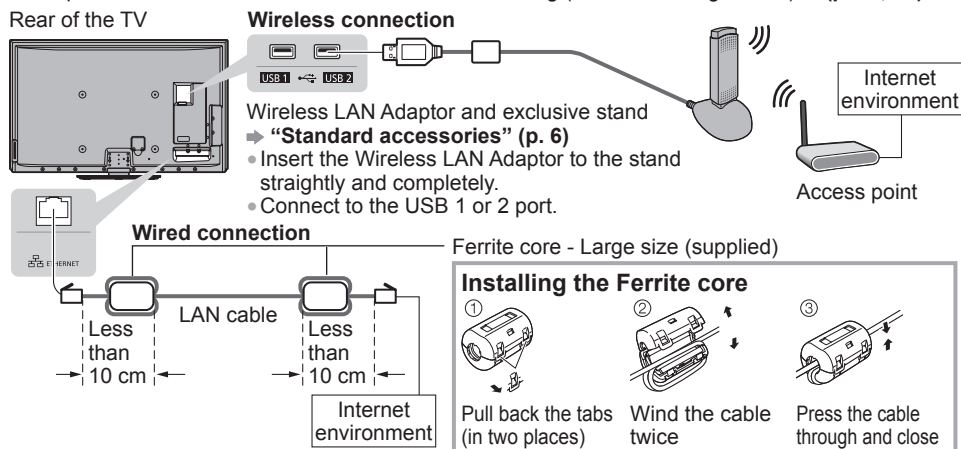 Rear of the TV
Wireless connection
USB 1
USB 2
Wireless LAN Adaptor and exclusive stand
➡ “Standard accessories” (p. 6)
● Insert the Wireless LAN Adaptor to the stand
straightly and completely.
● Connect to the USB 1 or 2 port.
Internet
environment
Access point
ETHERNET
Wired connection
Ferrite core - Large size (supplied)
LAN cable
Less
than
10 cm
Less
than
10 cm
Internet
environment
Installing the Ferrite core
①
②
③
Pull back the tabs
(in two places)
Wind the cable
twice
Press the cable
through and close